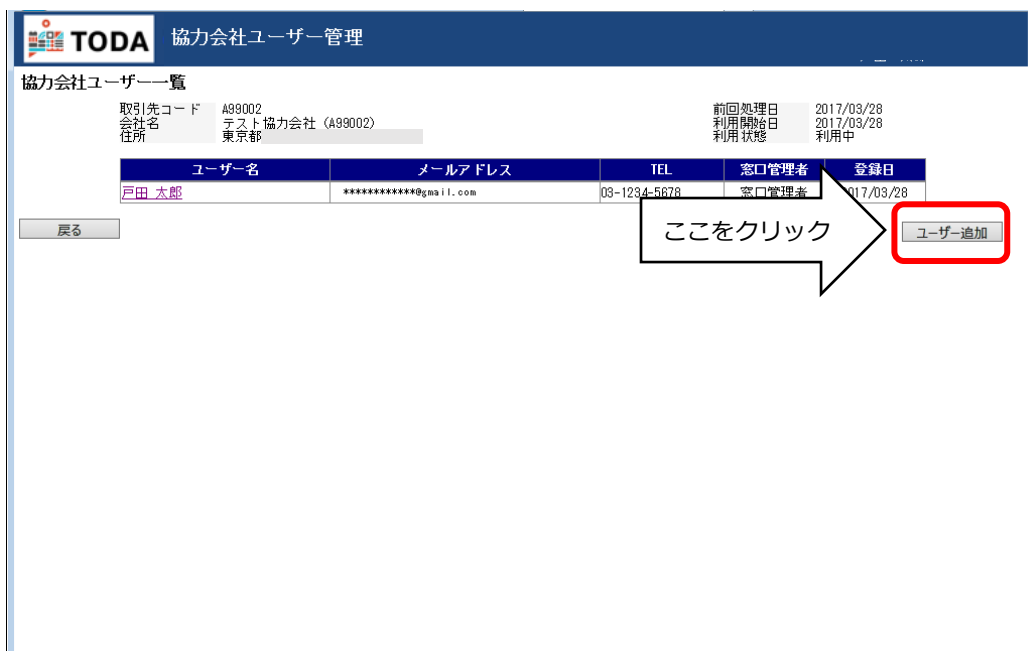 TODA 協力会社ユーザー管理
協力会社ユーザー一覧
取引先コード A99002 前回処理日 2017/03/28
会社名 テスト協力会社（A99002） 利用開始日 2017/03/28
住所 東京都 利用状態 利用中
ユーザー名 メールアドレス TEL 窓口管理者 登録日
戸田 太郎 ************@gmail.com 03-1234-5678 窓口管理者 2017/03/28
戻る ここをクリック ユーザー追加